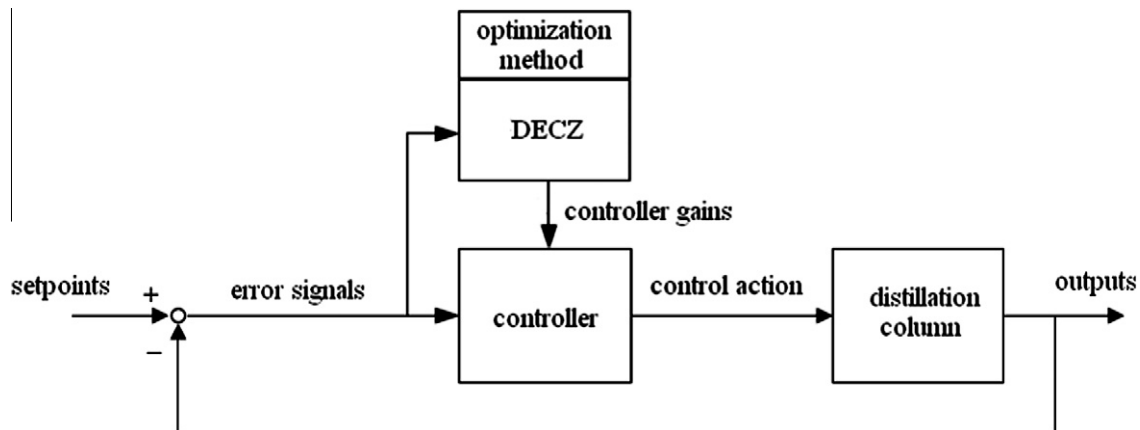 optimization
method
DECZ
controller gains
setpoints
+
−
error signals
controller
control action
distillation
column
outputs